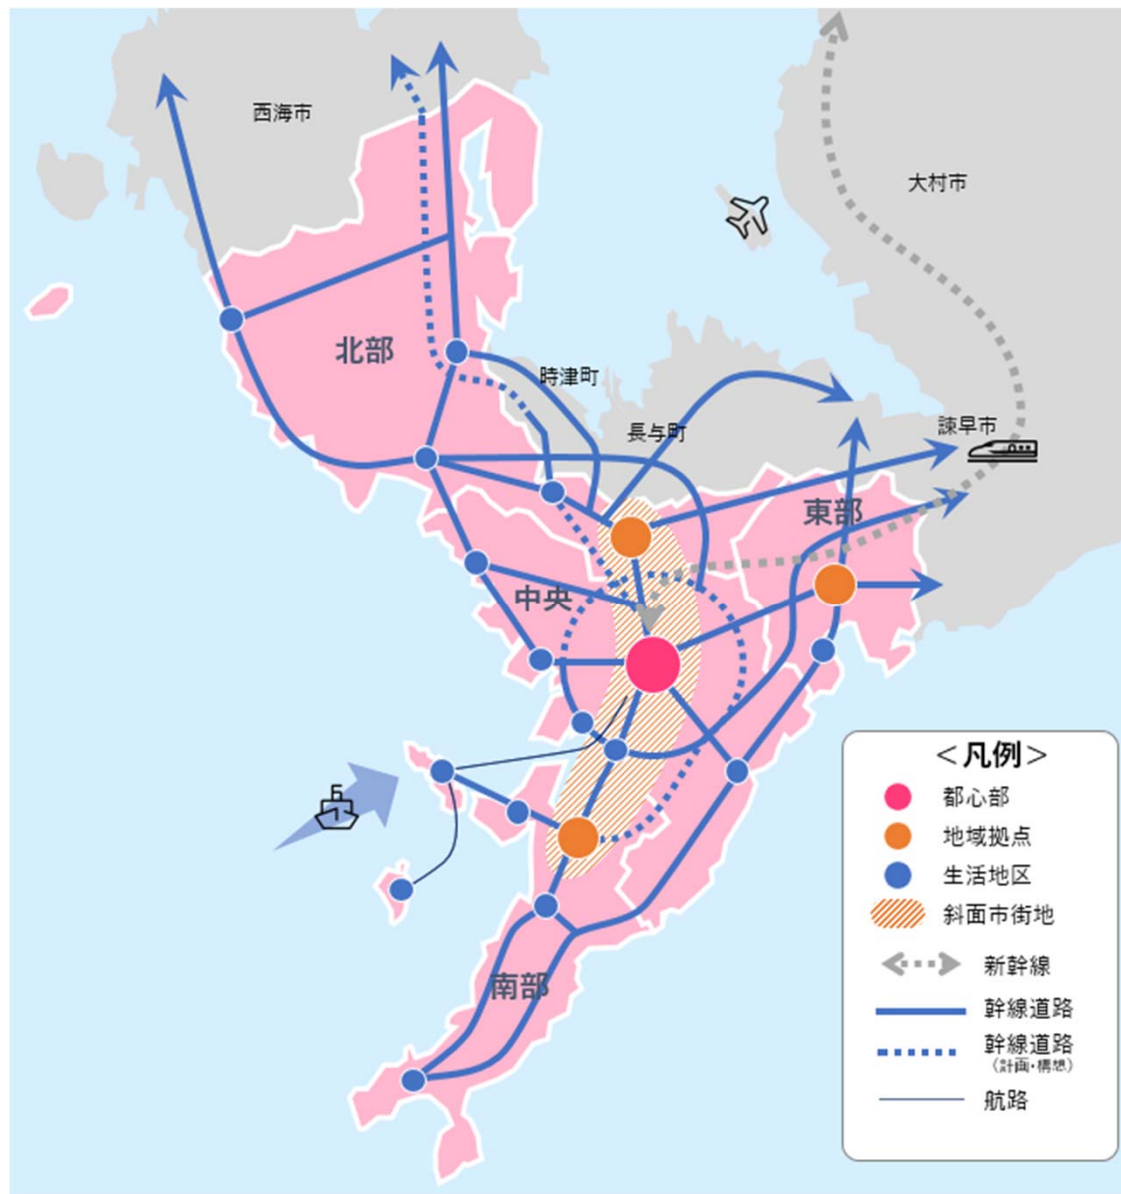 西海市
大村市
北部
時津町
長与町
諫早市
東部
中央
南部
＜凡例＞
都心部
地域拠点
生活地区
斜面市街地
新幹線
幹線道路
幹線道路
（計画・構想）
航路